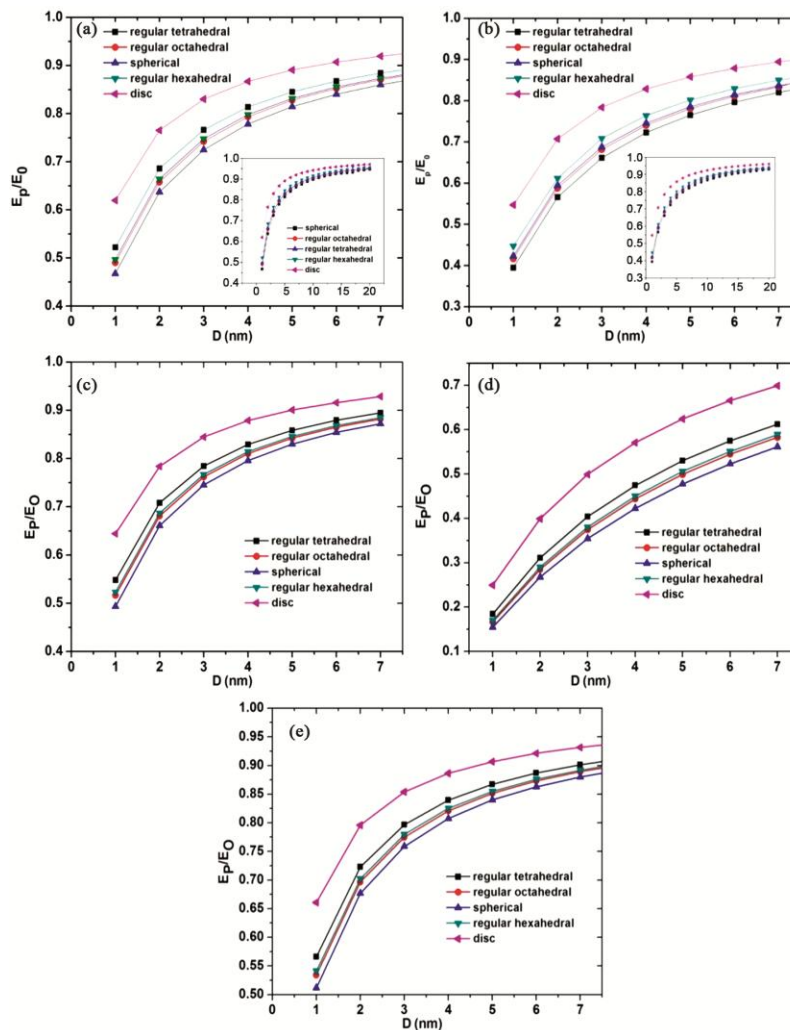 (a)
regular tetrahedral
regular octahedral
spherical
regular hexahedral
disc
1.0
0.9
0.8
0.7
0.6
0.5
0.4
E_P/E_0
1.0
0.9
0.8
0.7
0.6
0.5
0.4
spherical
regular octahedral
regular tetrahedral
regular hexahedral
disc
0 5 10 15 20
0 1 2 3 4 5 6 7
D (nm)
(b)
regular tetrahedral
regular octahedral
spherical
regular hexahedral
disc
1.0
0.9
0.8
0.7
0.6
0.5
0.4
0.3
E_p/E_0
1.0
0.9
0.8
0.7
0.6
0.5
0.4
0.3
0 5 10 15 20
0 1 2 3 4 5 6 7
D (nm)
(c)
1.0
0.9
0.8
0.7
0.6
0.5
0.4
E_P/E_O
regular tetrahedral
regular octahedral
spherical
regular hexahedral
disc
0 1 2 3 4 5 6 7
D (nm)
(d)
0.7
0.6
0.5
0.4
0.3
0.2
0.1
E_P/E_O
regular tetrahedral
regular octahedral
spherical
regular hexahedral
disc
1 2 3 4 5 6 7
D (nm)
(e)
1.00
0.95
0.90
0.85
0.80
0.75
0.70
0.65
0.60
0.55
0.50
E_P/E_O
regular tetrahedral
regular octahedral
spherical
regular hexahedral
disc
0 1 2 3 4 5 6 7
D (nm)